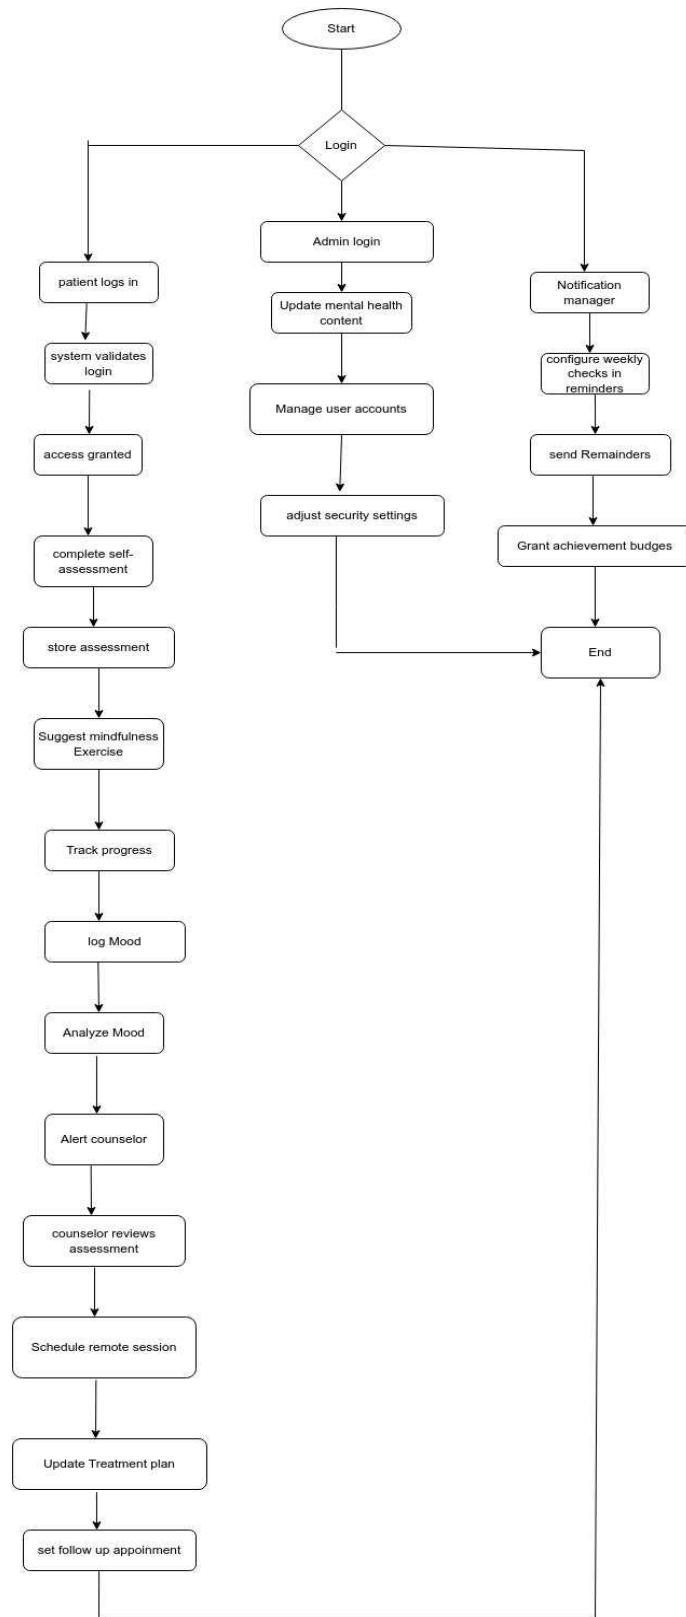 Start
Login
patient logs in
system validates
login
access granted
complete self-
assessment
store assessment
Suggest mindfulness
Exercise
Track progress
log Mood
Analyze Mood
Alert counselor
counselor reviews
assessment
Schedule remote session
Update Treatment plan
set follow up appoinment
Admin login
Update mental health
content
Manage user accounts
adjust security settings
Notification
manager
configure weekly
checks in
reminders
send Remainders
Grant achievement budges
End